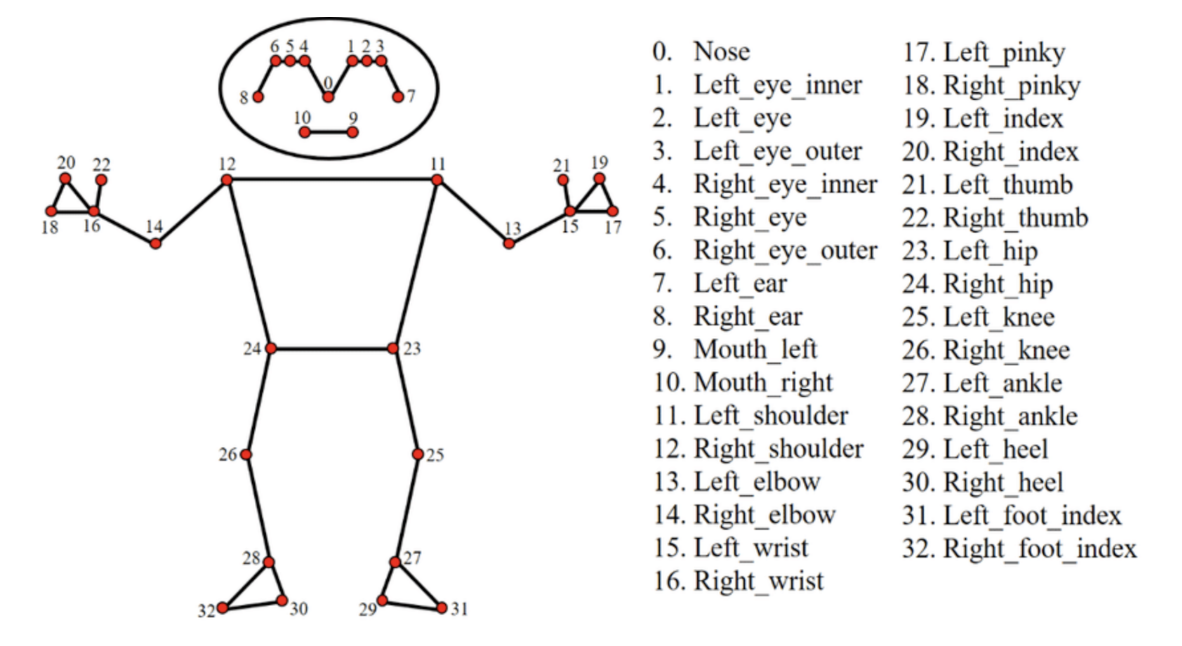 6 5 4 1 2 3
0
8 7
10 9
20 22 12 11 21 19
18 16 14 13 15 17
24 23
26 25
28 27
32 30 29 31
0. Nose
1. Left_eye_inner
2. Left_eye
3. Left_eye_outer
4. Right_eye_inner
5. Right_eye
6. Right_eye_outer
7. Left_ear
8. Right_ear
9. Mouth_left
10. Mouth_right
11. Left_shoulder
12. Right_shoulder
13. Left_elbow
14. Right_elbow
15. Left_wrist
16. Right_wrist
17. Left_pinky
18. Right_pinky
19. Left_index
20. Right_index
21. Left_thumb
22. Right_thumb
23. Left_hip
24. Right_hip
25. Left_knee
26. Right_knee
27. Left_ankle
28. Right_ankle
29. Left_heel
30. Right_heel
31. Left_foot_index
32. Right_foot_index